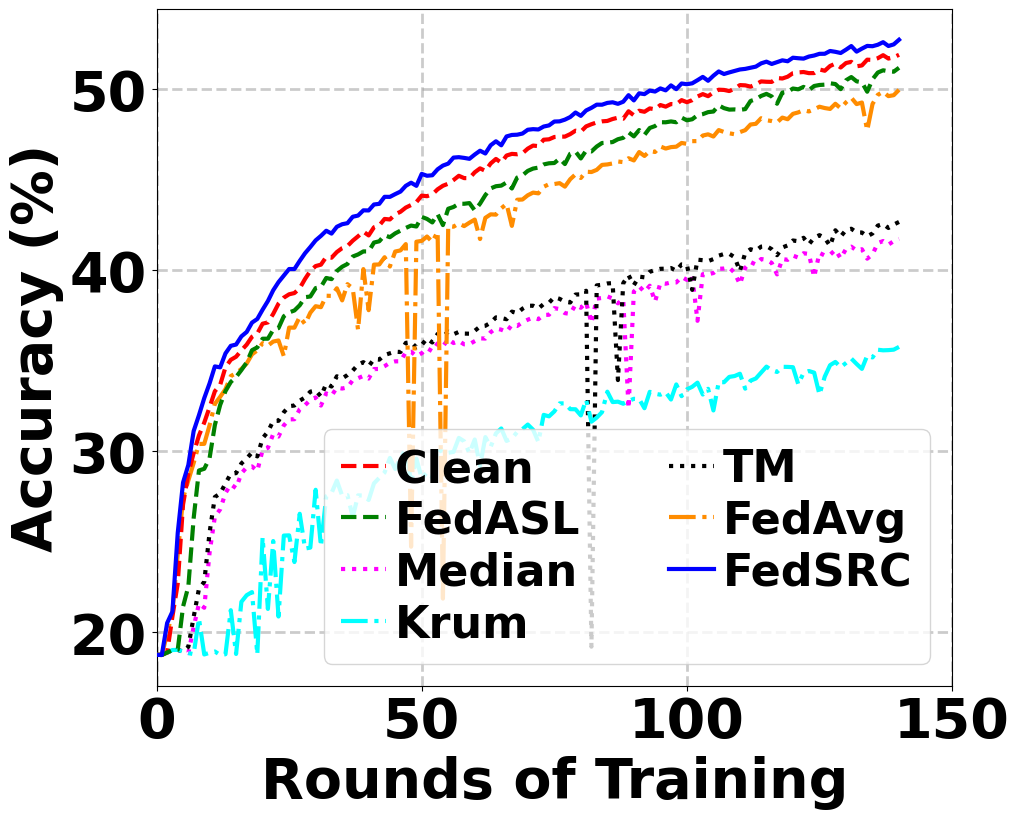 Accuracy (%)
50
40
30
20
Clean
FedASL
Median
Krum
TM
FedAvg
FedSRC
0 50 100 150
Rounds of Training